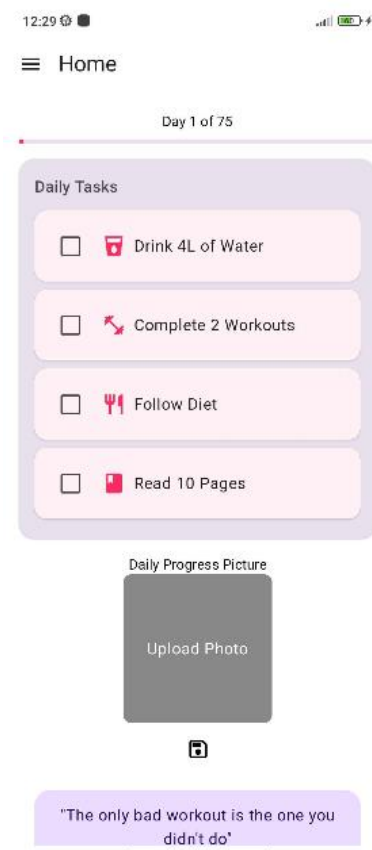 12:29
Home
Day 1 of 75
Daily Tasks
Drink 4L of Water
Complete 2 Workouts
Follow Diet
Read 10 Pages
Daily Progress Picture
Upload Photo
"The only bad workout is the one you
didn't do"